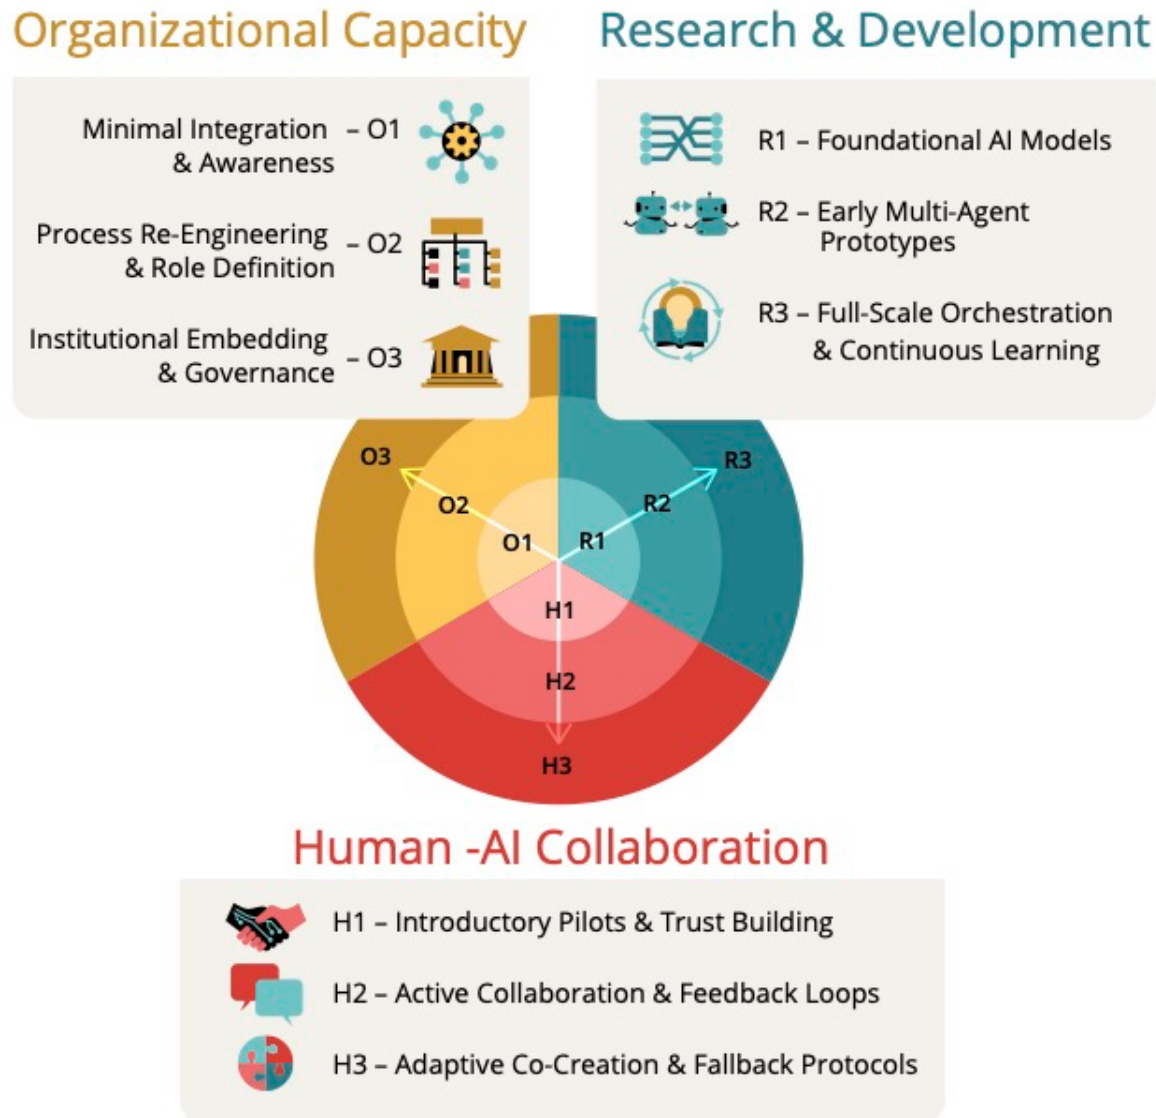 Organizational Capacity
Minimal Integration – O1
& Awareness
Process Re-Engineering – O2
& Role Definition
Institutional Embedding – O3
& Governance
Research & Development
R1 – Foundational AI Models
R2 – Early Multi-Agent
Prototypes
R3 – Full-Scale Orchestration
& Continuous Learning
O3
O2
O1
R1
R2
R3
H1
H2
H3
Human -AI Collaboration
H1 – Introductory Pilots & Trust Building
H2 – Active Collaboration & Feedback Loops
H3 – Adaptive Co-Creation & Fallback Protocols